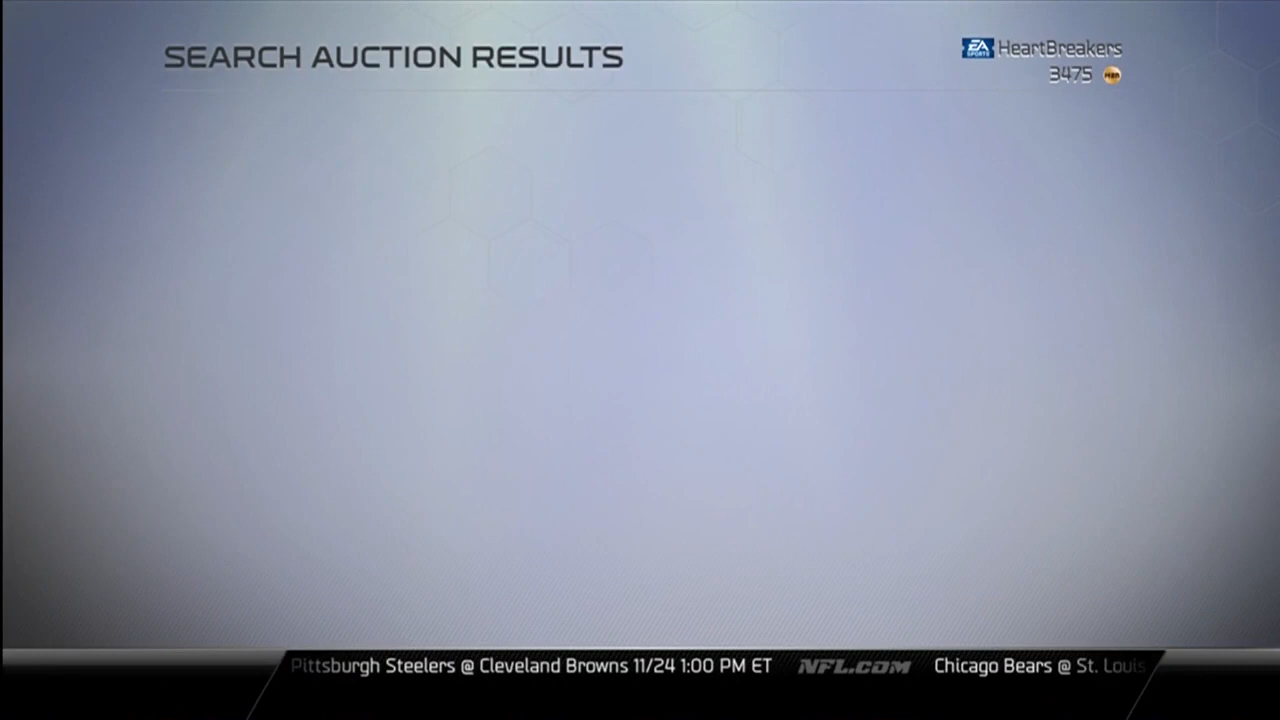 SEARCH AUCTION RESULTS
EA SPORTS HeartBreakers
3475
Pittsburgh Steelers @ Cleveland Browns 11/24 1:00 PM ET NFL.COM Chicago Bears @ St. Louis